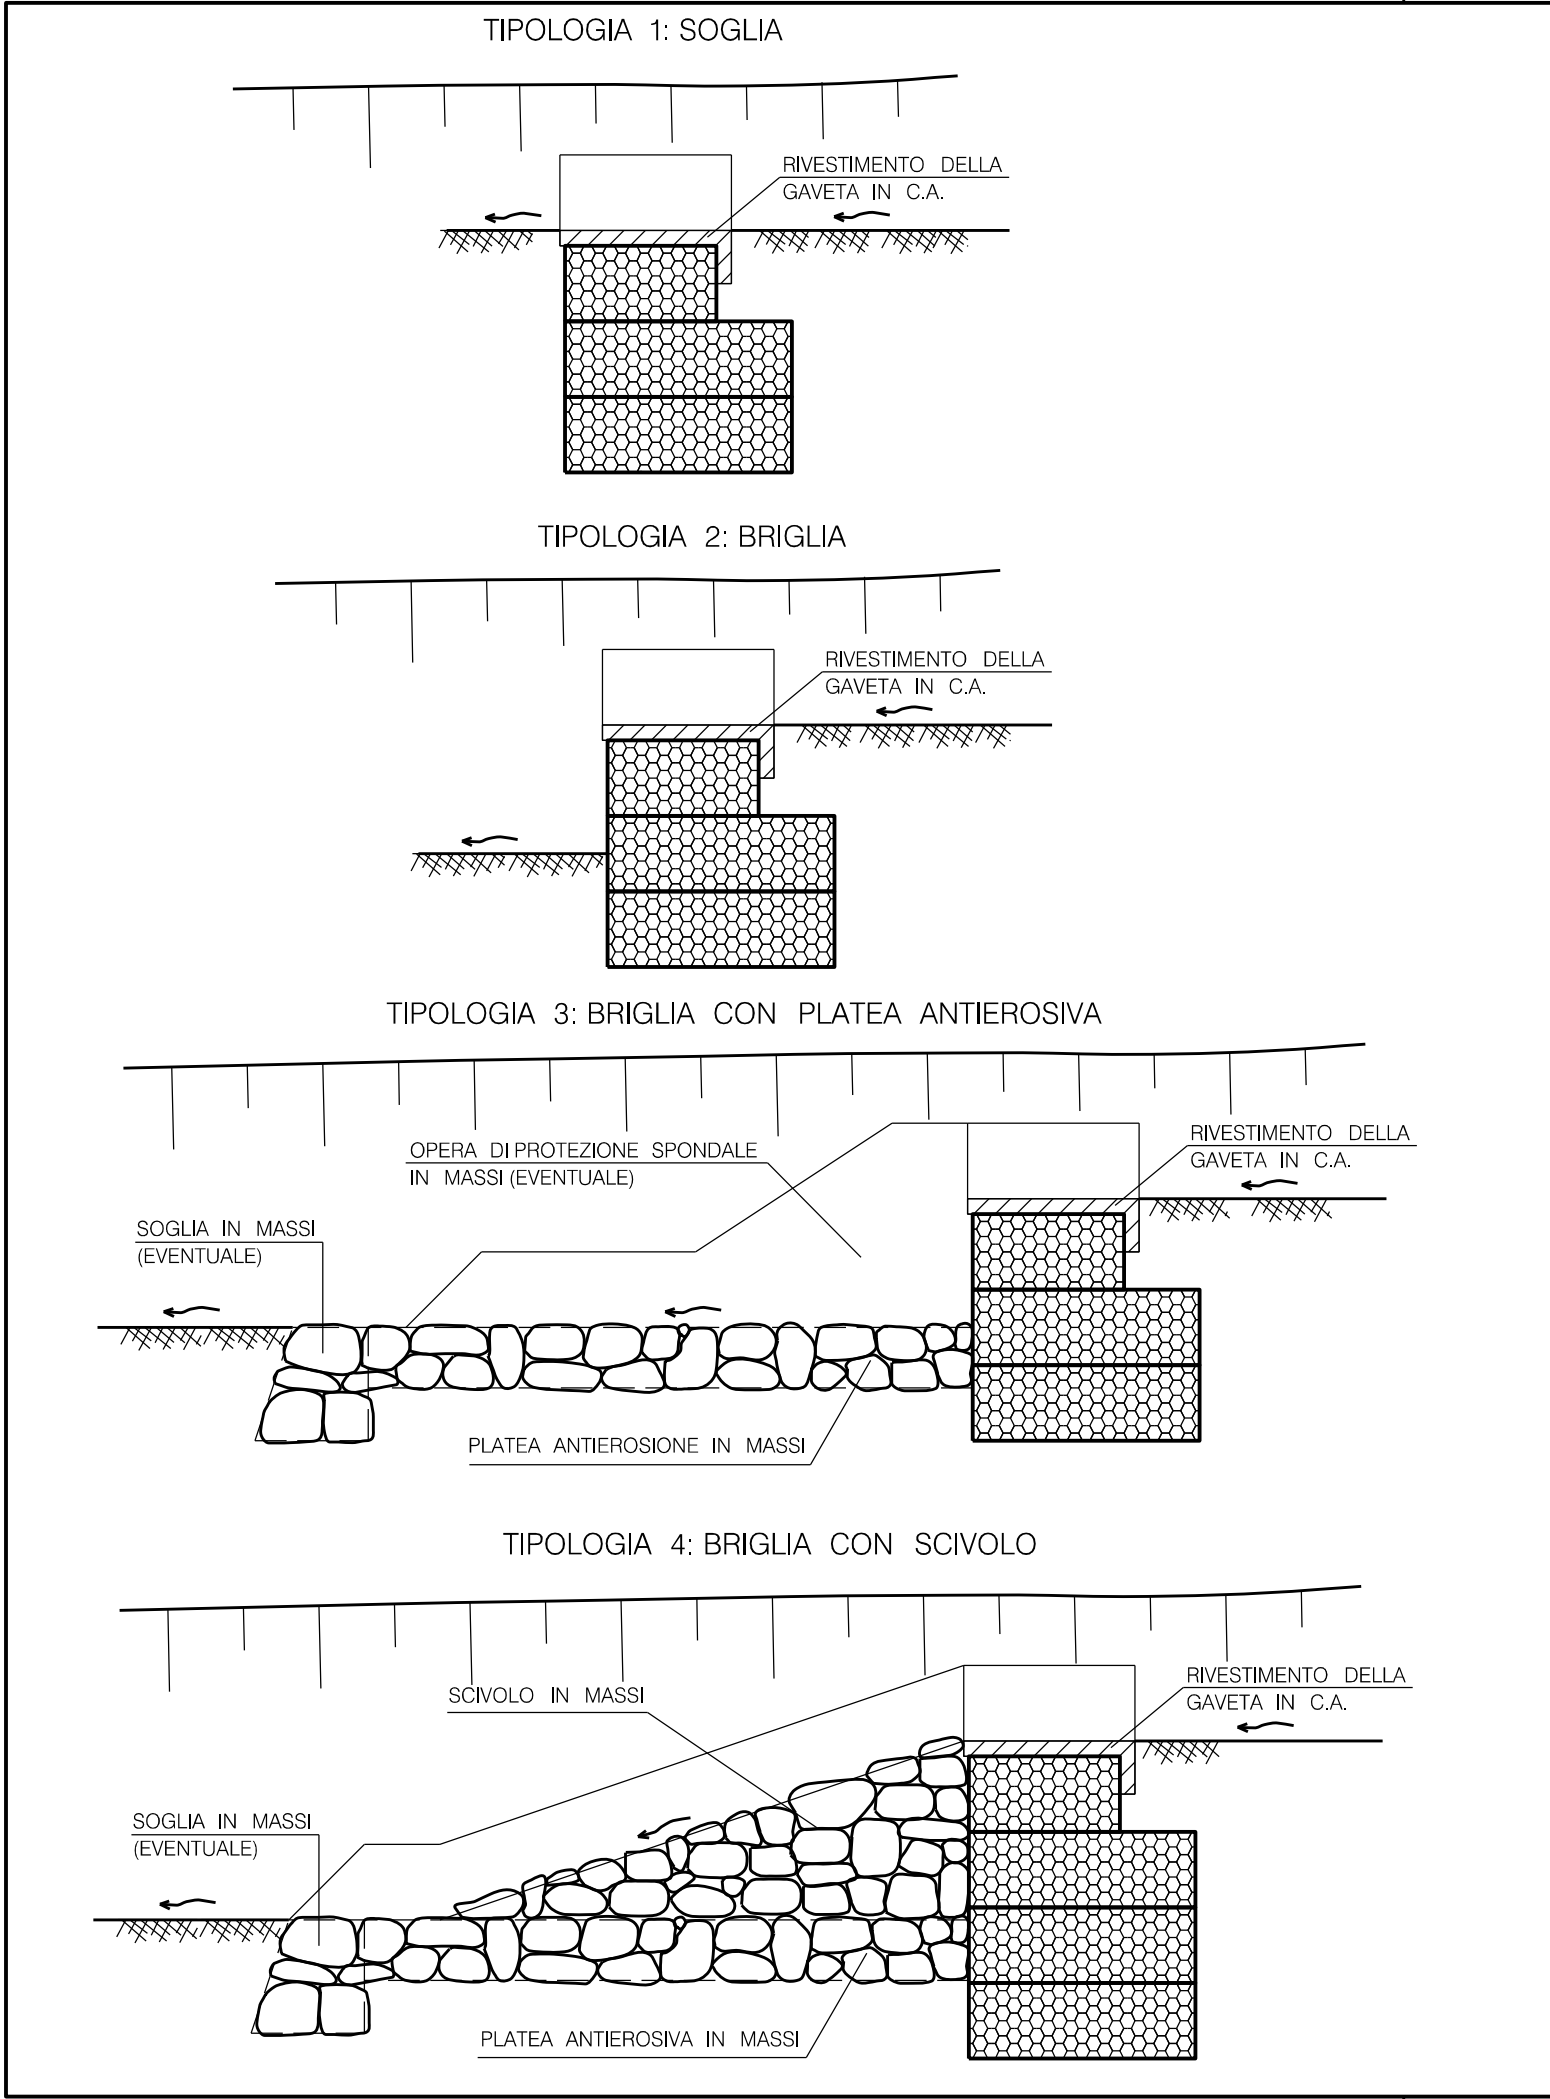 TIPOLOGIA 1: SOGLIA
RIVESTIMENTO DELLA
GAVETA IN C.A.
TIPOLOGIA 2: BRIGLIA
RIVESTIMENTO DELLA
GAVETA IN C.A.
TIPOLOGIA 3: BRIGLIA CON PLATEA ANTIEROSIVA
OPERA DI PROTEZIONE SPONDALE
IN MASSI (EVENTUALE)
RIVESTIMENTO DELLA
GAVETA IN C.A.
SOGLIA IN MASSI
(EVENTUALE)
PLATEA ANTIEROSIONE IN MASSI
TIPOLOGIA 4: BRIGLIA CON SCIVOLO
SCIVOLO IN MASSI
RIVESTIMENTO DELLA
GAVETA IN C.A.
SOGLIA IN MASSI
(EVENTUALE)
PLATEA ANTIEROSIVA IN MASSI